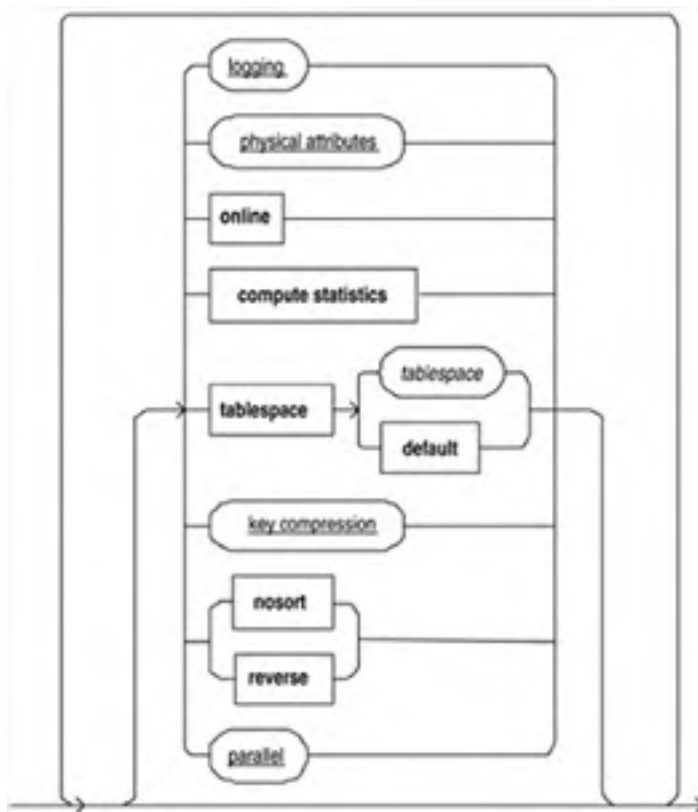 logging
physical attributes
online
compute statistics
tablespace
tablespace
default
key compression
nosort
reverse
parallel